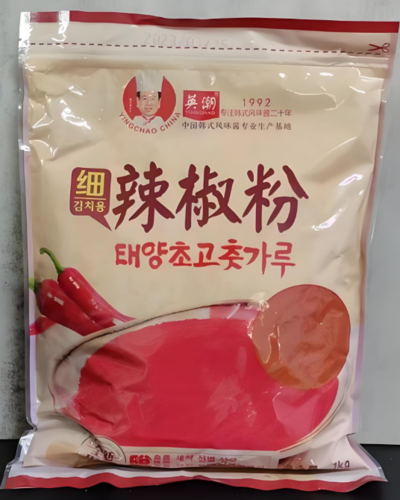 英潮
YINGCHAO CHINA
1992
专注韩式风味酱二十年
中国韩式风味酱专业生产基地
细
김치용
辣椒粉
태양초고춧가루
1kg